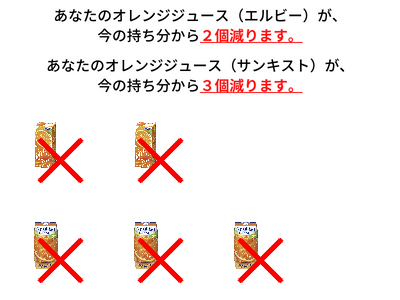 あなたのオレンジジュース（エルビー）が、
今の持ち分から２個減ります。
あなたのオレンジジュース（サンキスト）が、
今の持ち分から３個減ります。